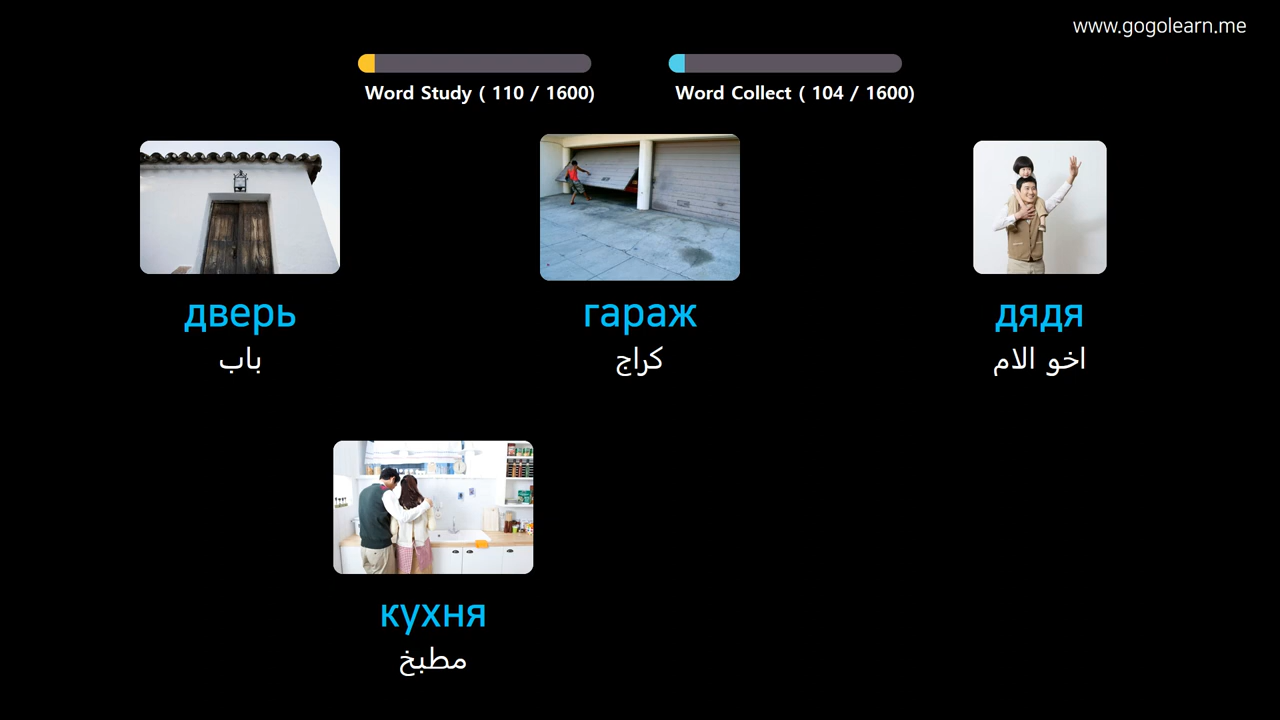 www.gogolearn.me
Word Study ( 110 / 1600)
Word Collect ( 104 / 1600)
дверь
باب
гараж
كراج
дядя
اخو الام
кухня
مطبخ